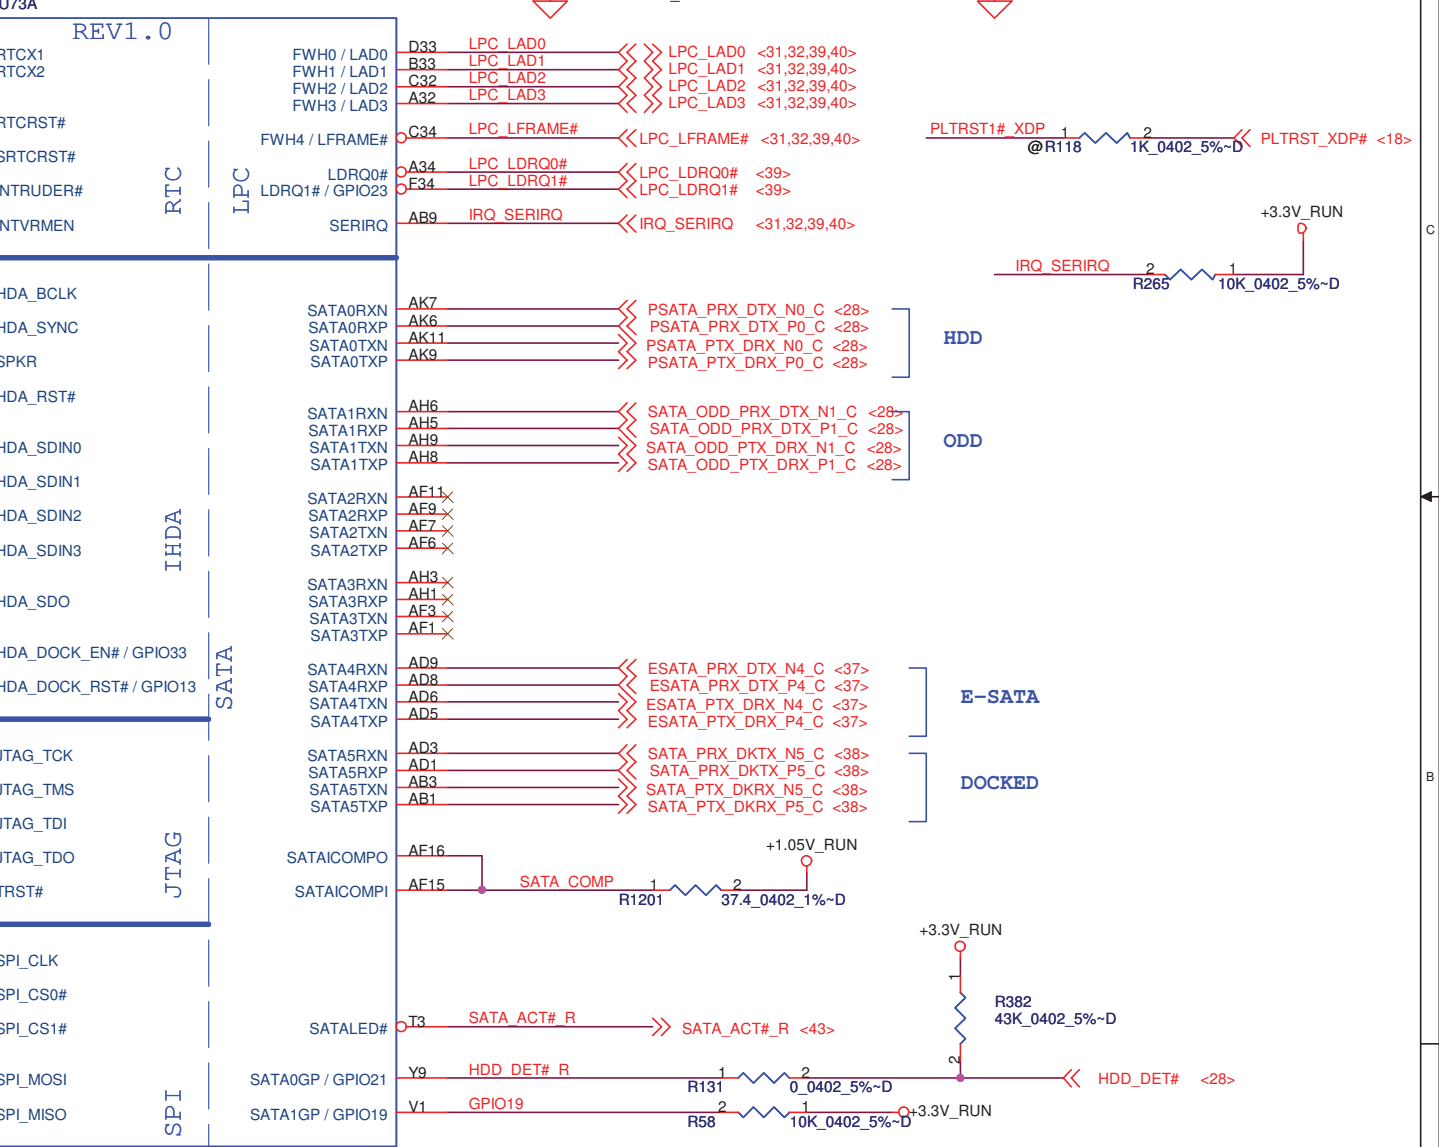 U73A
REV1.0
RTCX1
RTCX2
RTCRST#
SRTCRST#
INTRUDER#
INTVRMEN
RTC
LPC
FWH0 / LAD0 D33 LPC_LAD0 LPC_LAD0 <31,32,39,40>
FWH1 / LAD1 B33 LPC_LAD1 LPC_LAD1 <31,32,39,40>
FWH2 / LAD2 C32 LPC_LAD2 LPC_LAD2 <31,32,39,40>
FWH3 / LAD3 A32 LPC_LAD3 LPC_LAD3 <31,32,39,40>
FWH4 / LFRAME# C34 LPC_LFRAME# LPC_LFRAME# <31,32,39,40>
LDRQ0# A34 LPC_LDRQ0# LPC_LDRQ0# <39>
LDRQ1# / GPIO23 F34 LPC_LDRQ1# LPC_LDRQ1# <39>
SERIRQ AB9 IRQ_SERIRQ IRQ_SERIRQ <31,32,39,40>
PLTRST1#_XDP 1 2 PLTRST_XDP# <18>
@R118 1K_0402_5%~D
+3.3V_RUN
C
IRQ_SERIRQ 2 1
R265 10K_0402_5%~D
HDA_BCLK
HDA_SYNC
SPKR
HDA_RST#
HDA_SDIN0
HDA_SDIN1
HDA_SDIN2
HDA_SDIN3
HDA_SDO
HDA_DOCK_EN# / GPIO33
HDA_DOCK_RST# / GPIO13
IHDA
SATA
SATA0RXN AK7 PSATA_PRX_DTX_N0_C <28>
SATA0RXP AK6 PSATA_PRX_DTX_P0_C <28>
SATA0TXN AK11 PSATA_PTX_DRX_N0_C <28>
SATA0TXP AK9 PSATA_PTX_DRX_P0_C <28>
HDD
SATA1RXN AH6 SATA_ODD_PRX_DTX_N1_C <28>
SATA1RXP AH5 SATA_ODD_PRX_DTX_P1_C <28>
SATA1TXN AH9 SATA_ODD_PTX_DRX_N1_C <28>
SATA1TXP AH8 SATA_ODD_PTX_DRX_P1_C <28>
ODD
SATA2RXN AF11
SATA2RXP AF9
SATA2TXN AF7
SATA2TXP AF6
SATA3RXN AH3
SATA3RXP AH1
SATA3TXN AF3
SATA3TXP AF1
SATA4RXN AD9 ESATA_PRX_DTX_N4_C <37>
SATA4RXP AD8 ESATA_PRX_DTX_P4_C <37>
SATA4TXN AD6 ESATA_PTX_DRX_N4_C <37>
SATA4TXP AD5 ESATA_PTX_DRX_P4_C <37>
E-SATA
SATA5RXN AD3 SATA_PRX_DKTX_N5_C <38>
SATA5RXP AD1 SATA_PRX_DKTX_P5_C <38>
SATA5TXN AB3 SATA_PTX_DKRX_N5_C <38>
SATA5TXP AB1 SATA_PTX_DKRX_P5_C <38>
DOCKED
B
JTAG_TCK
JTAG_TMS
JTAG_TDI
JTAG_TDO
TRST#
JTAG
SATAICOMPO AF16
+1.05V_RUN
SATAICOMPI AF15 SATA_COMP 1 2
R1201 37.4_0402_1%~D
SPI_CLK
SPI_CS0#
SPI_CS1#
SPI_MOSI
SPI_MISO
SPI
+3.3V_RUN
1
R382
43K_0402_5%~D
2
SATALED# T3 SATA_ACT#_R SATA_ACT#_R <43>
SATA0GP / GPIO21 Y9 HDD_DET#_R 1 2 HDD_DET# <28>
R131 0_0402_5%~D
SATA1GP / GPIO19 V1 GPIO19 2 1 +3.3V_RUN
R58 10K_0402_5%~D